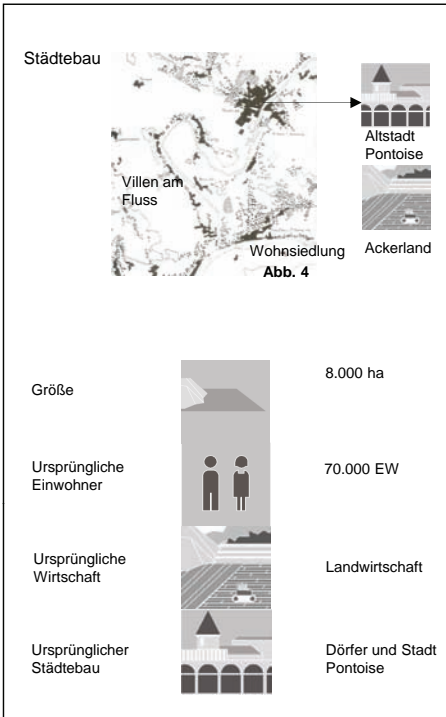 Städtebau
Altstadt
Pontoise
Villen am
Fluss
Wohnsiedlung
Abb. 4
Ackerland
Größe
8.000 ha
Ursprüngliche
Einwohner
70.000 EW
Ursprüngliche
Wirtschaft
Landwirtschaft
Ursprünglicher
Städtebau
Dörfer und Stadt
Pontoise